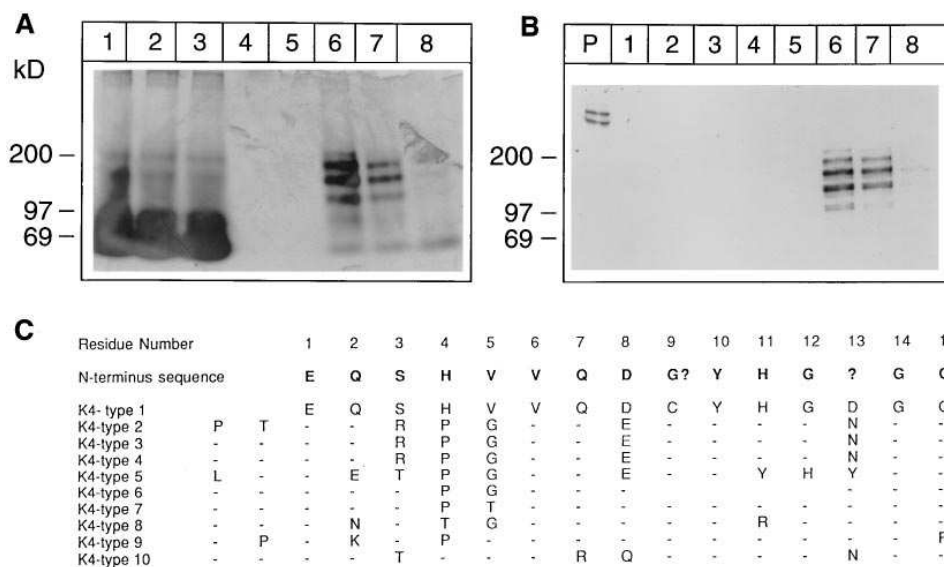 A
1 2 3 4 5 6 7 8
kD
200 –
97 –
69 –
B
P 1 2 3 4 5 6 7 8
200 –
97 –
69 –
C
Residue Number 1 2 3 4 5 6 7 8 9 10 11 12 13 14
N-terminus sequence E Q S H V V Q D G? Y H G ? G
K4- type 1 E Q S H V V Q D C Y H G D G
K4-type 2 P T - - R P G - - E - - - - N - -
K4-type 3 - - - - R P G - - E - - - - N - -
K4-type 4 - - - - R P G - - E - - - - N - -
K4-type 5 L - - E T P G - - E - - Y H Y - -
K4-type 6 - - - - - P G - - - - - - - - - -
K4-type 7 - - - - - P T - - - - - - - - - -
K4-type 8 - - - N - T G - - - - - R - - - -
K4-type 9 - P - K - P - - - - - - - - - -
K4-type 10 - - - - T - - - R Q - - - - N - -